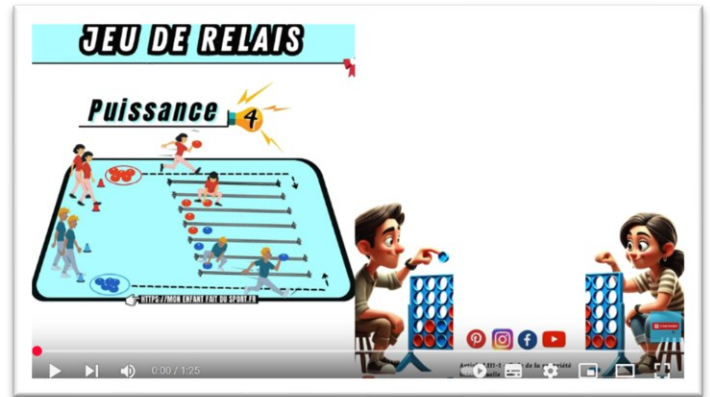 JEU DE RELAIS
Puissance 4
HTTPS://MON ENFANT FAIT DU SPORT.FR
0:00 / 1:25